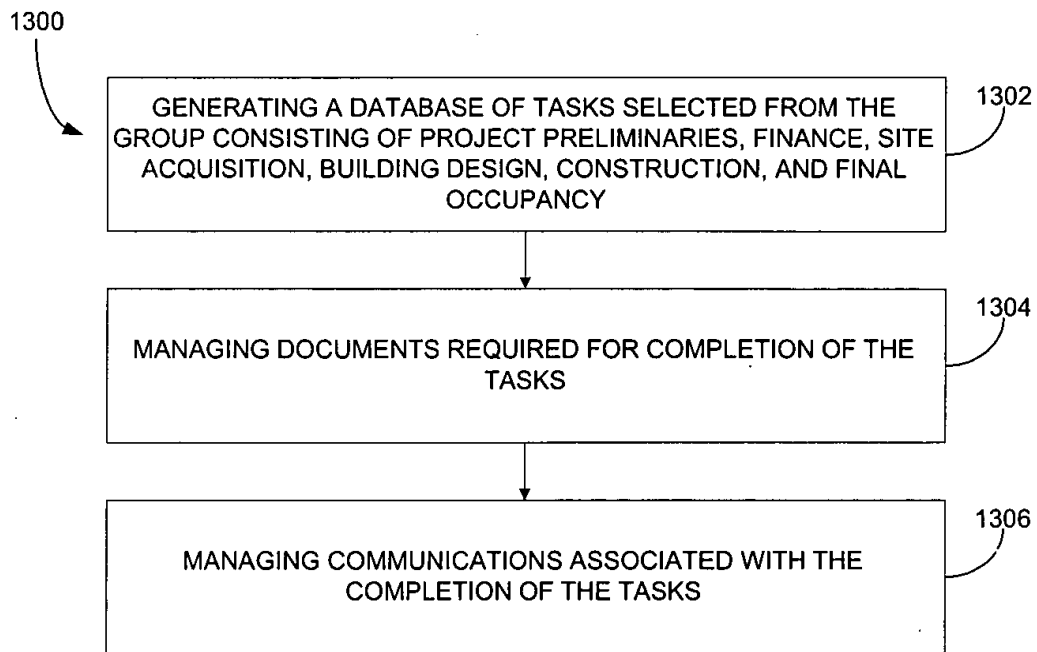 1300
GENERATING A DATABASE OF TASKS SELECTED FROM THE
GROUP CONSISTING OF PROJECT PRELIMINARIES, FINANCE, SITE
ACQUISITION, BUILDING DESIGN, CONSTRUCTION, AND FINAL
OCCUPANCY
1302
MANAGING DOCUMENTS REQUIRED FOR COMPLETION OF THE
TASKS
1304
MANAGING COMMUNICATIONS ASSOCIATED WITH THE
COMPLETION OF THE TASKS
1306